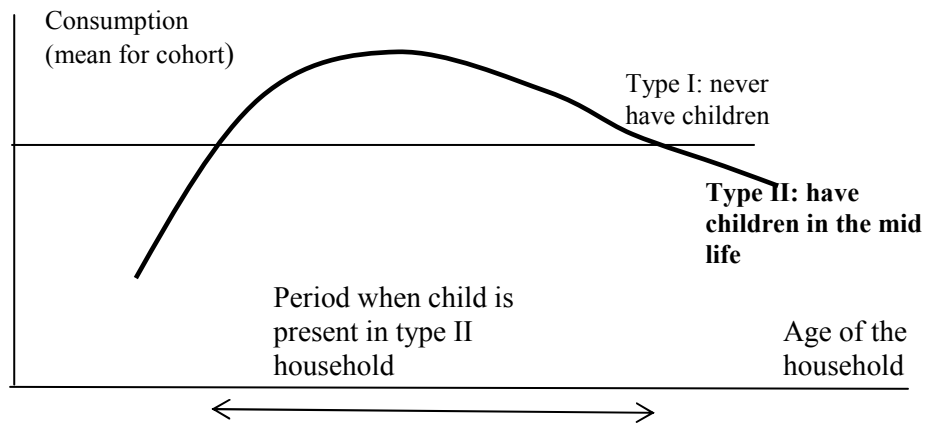 Consumption
(mean for cohort)
Type I: never
have children
Type II: have
children in the mid
life
Period when child is
present in type II
household
Age of the
household